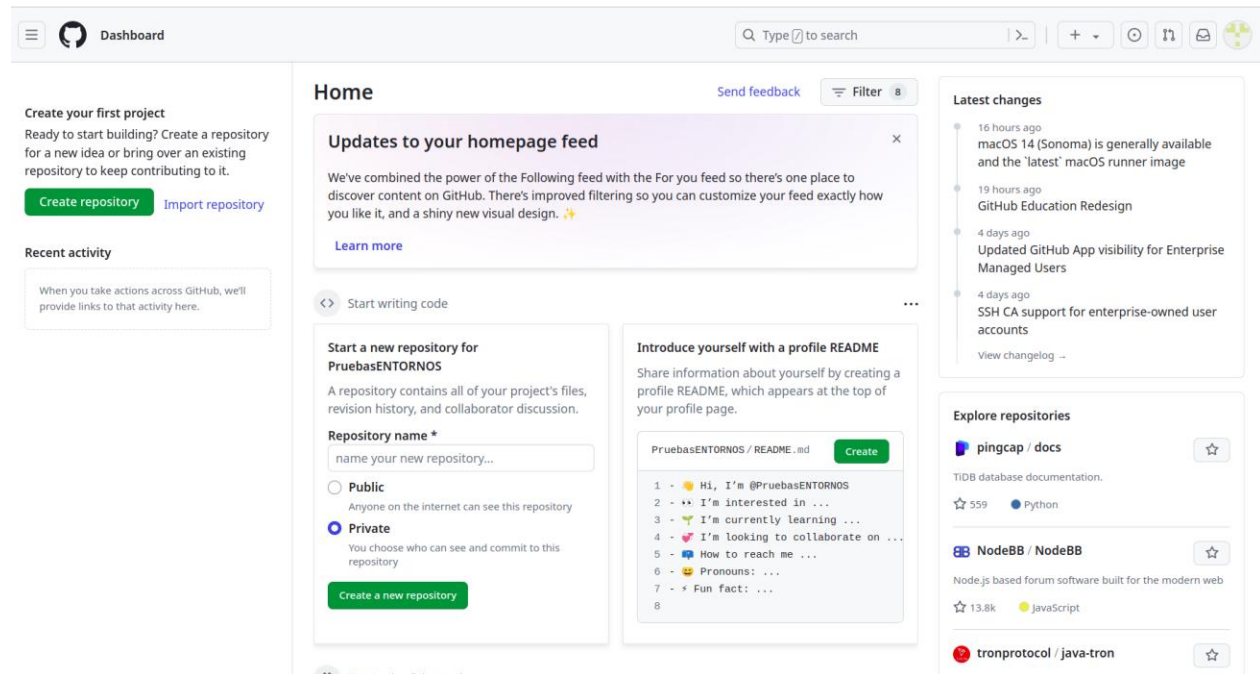 Dashboard
Type / to search
Create your first project
Ready to start building? Create a repository
for a new idea or bring over an existing
repository to keep contributing to it.
Create repository
Import repository
Recent activity
When you take actions across GitHub, we'll
provide links to that activity here.
Home
Send feedback
Filter 8
Updates to your homepage feed
We've combined the power of the Following feed with the For you feed so there's one place to
discover content on GitHub. There's improved filtering so you can customize your feed exactly how
you like it, and a shiny new visual design. ✨
Learn more
<> Start writing code
Start a new repository for
PruebasENTORNOS
A repository contains all of your project's files,
revision history, and collaborator discussion.
Repository name *
name your new repository...
Public
Anyone on the internet can see this repository
Private
You choose who can see and commit to this
repository
Create a new repository
Introduce yourself with a profile README
Share information about yourself by creating a
profile README, which appears at the top of
your profile page.
PruebasENTORNOS / README.md
Create
1 - 👋 Hi, I'm @PruebasENTORNOS
2 - 👀 I'm interested in ...
3 - 🌱 I'm currently learning ...
4 - 💞️ I'm looking to collaborate on ...
5 - 📫 How to reach me ...
6 - 😄 Pronouns: ...
7 - ⚡ Fun fact: ...
8
Latest changes
16 hours ago
macOS 14 (Sonoma) is generally available
and the `latest` macOS runner image
19 hours ago
GitHub Education Redesign
4 days ago
Updated GitHub App visibility for Enterprise
Managed Users
4 days ago
SSH CA support for enterprise-owned user
accounts
View changelog →
Explore repositories
pingcap / docs
TiDB database documentation.
559 Python
NodeBB / NodeBB
Node.js based forum software built for the modern web
13.8k JavaScript
tronprotocol / java-tron